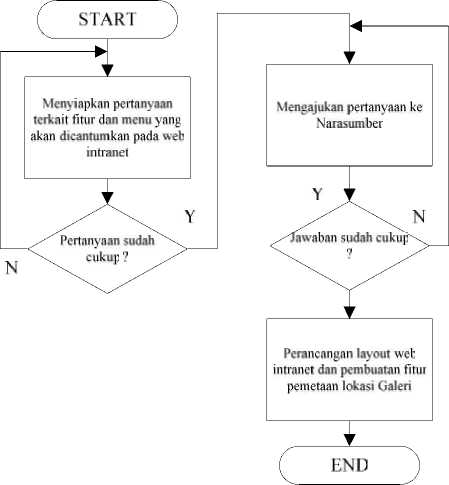 START
Menyiapkan pertanyaan
terkait fitur dan menu yang
akan dicantumkan pada web
intranet
Pertanyaan sudah
cukup ?
Y
N
Mengajukan pertanyaan ke
Narasumber
Y
N
Jawaban sudah cukup
?
Perancangan layout web
intranet dan pembuatan fitur
pemetaan lokasi Galeri
END